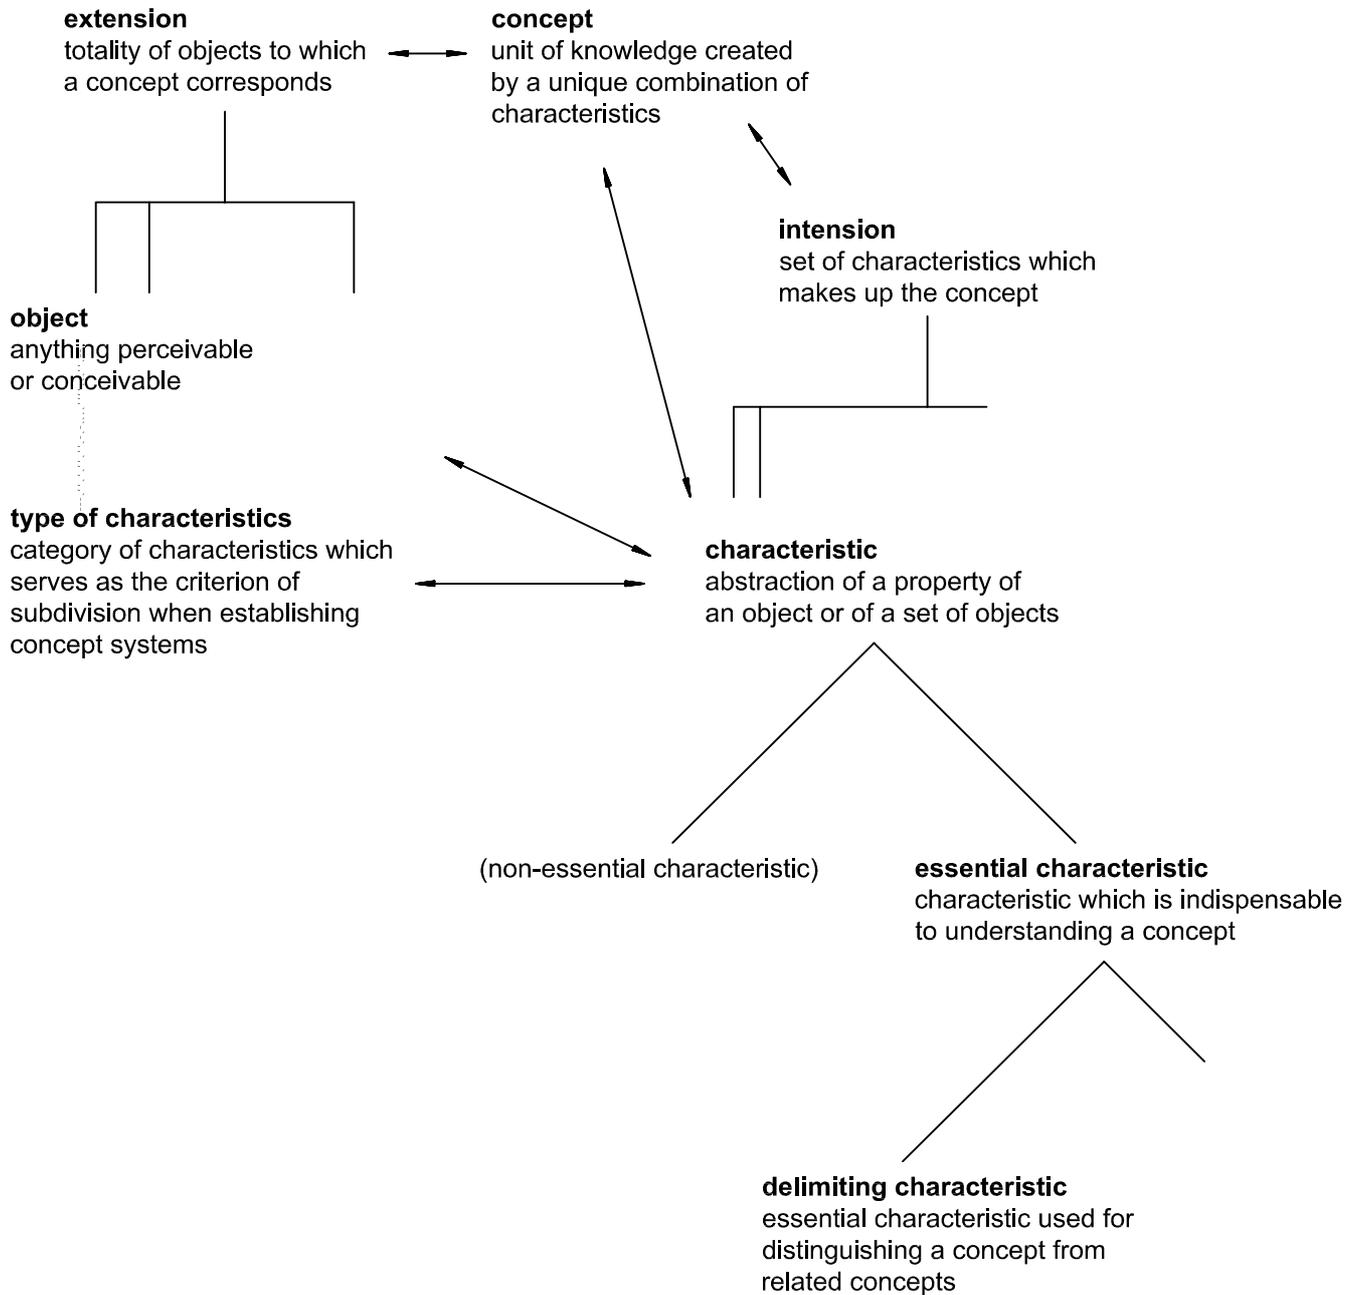 extension
totality of objects to which
a concept corresponds
concept
unit of knowledge created
by a unique combination of
characteristics
intension
set of characteristics which
makes up the concept
object
anything perceivable
or conceivable
type of characteristics
category of characteristics which
serves as the criterion of
subdivision when establishing
concept systems
characteristic
abstraction of a property of
an object or of a set of objects
(non-essential characteristic)
essential characteristic
characteristic which is indispensable
to understanding a concept
delimiting characteristic
essential characteristic used for
distinguishing a concept from
related concepts